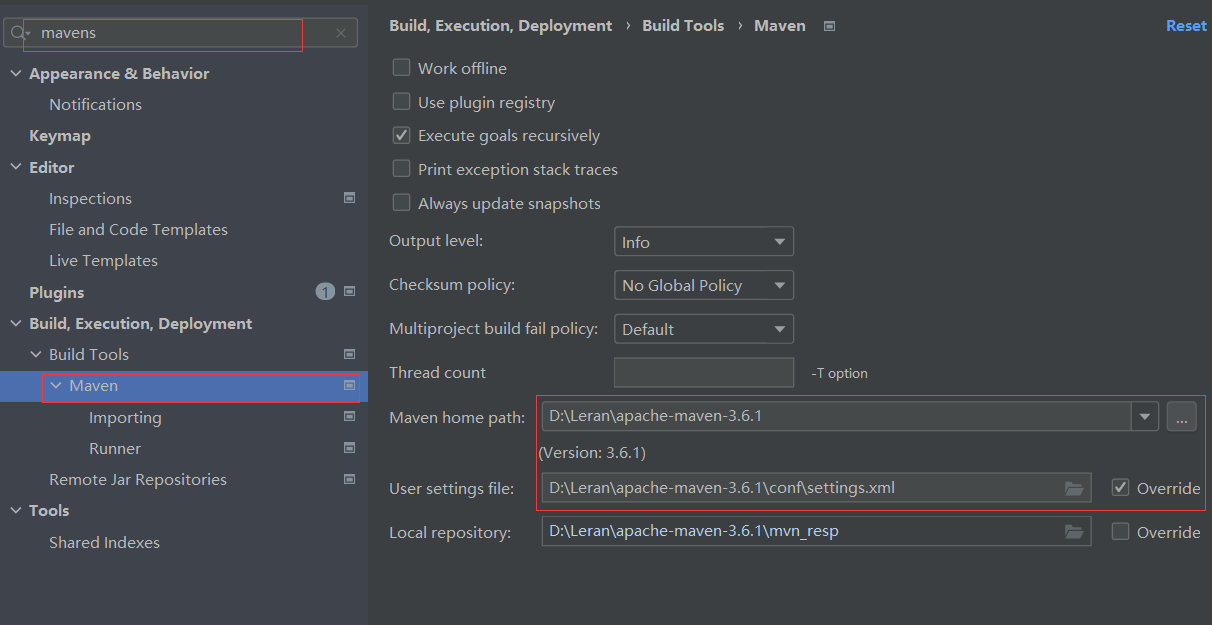 mavens
Appearance & Behavior
Notifications
Keymap
Editor
Inspections
File and Code Templates
Live Templates
Plugins 1
Build, Execution, Deployment
Build Tools
Maven
Importing
Runner
Remote Jar Repositories
Tools
Shared Indexes
Build, Execution, Deployment › Build Tools › Maven Reset
Work offline
Use plugin registry
Execute goals recursively
Print exception stack traces
Always update snapshots
Output level: Info
Checksum policy: No Global Policy
Multiproject build fail policy: Default
Thread count -T option
Maven home path: D:\Leran\apache-maven-3.6.1 ...
(Version: 3.6.1)
User settings file: D:\Leran\apache-maven-3.6.1\conf\settings.xml Override
Local repository: D:\Leran\apache-maven-3.6.1\mvn_resp Override